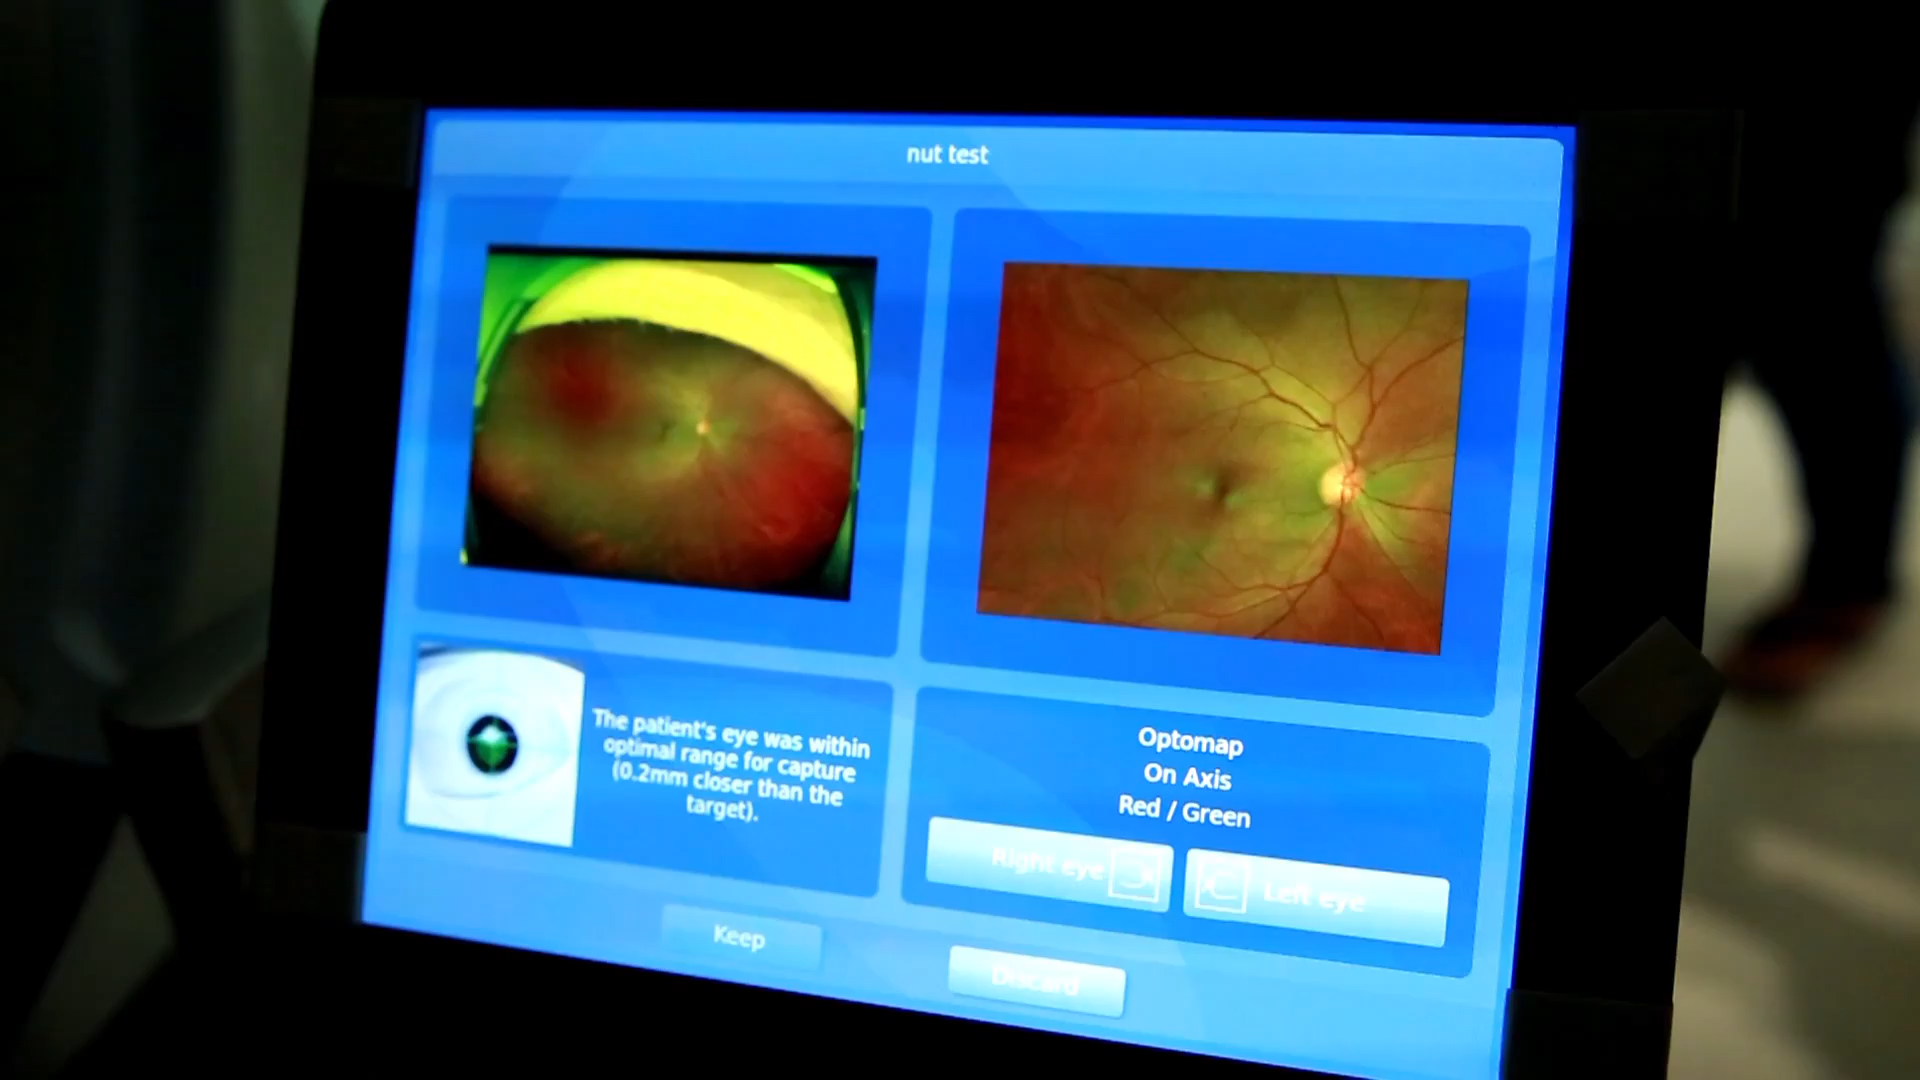 nut test
The patient's eye was within
optimal range for capture
(0.2mm closer than the
target).
Optomap
On Axis
Red / Green
Right eye
Left eye
Keep
Discard